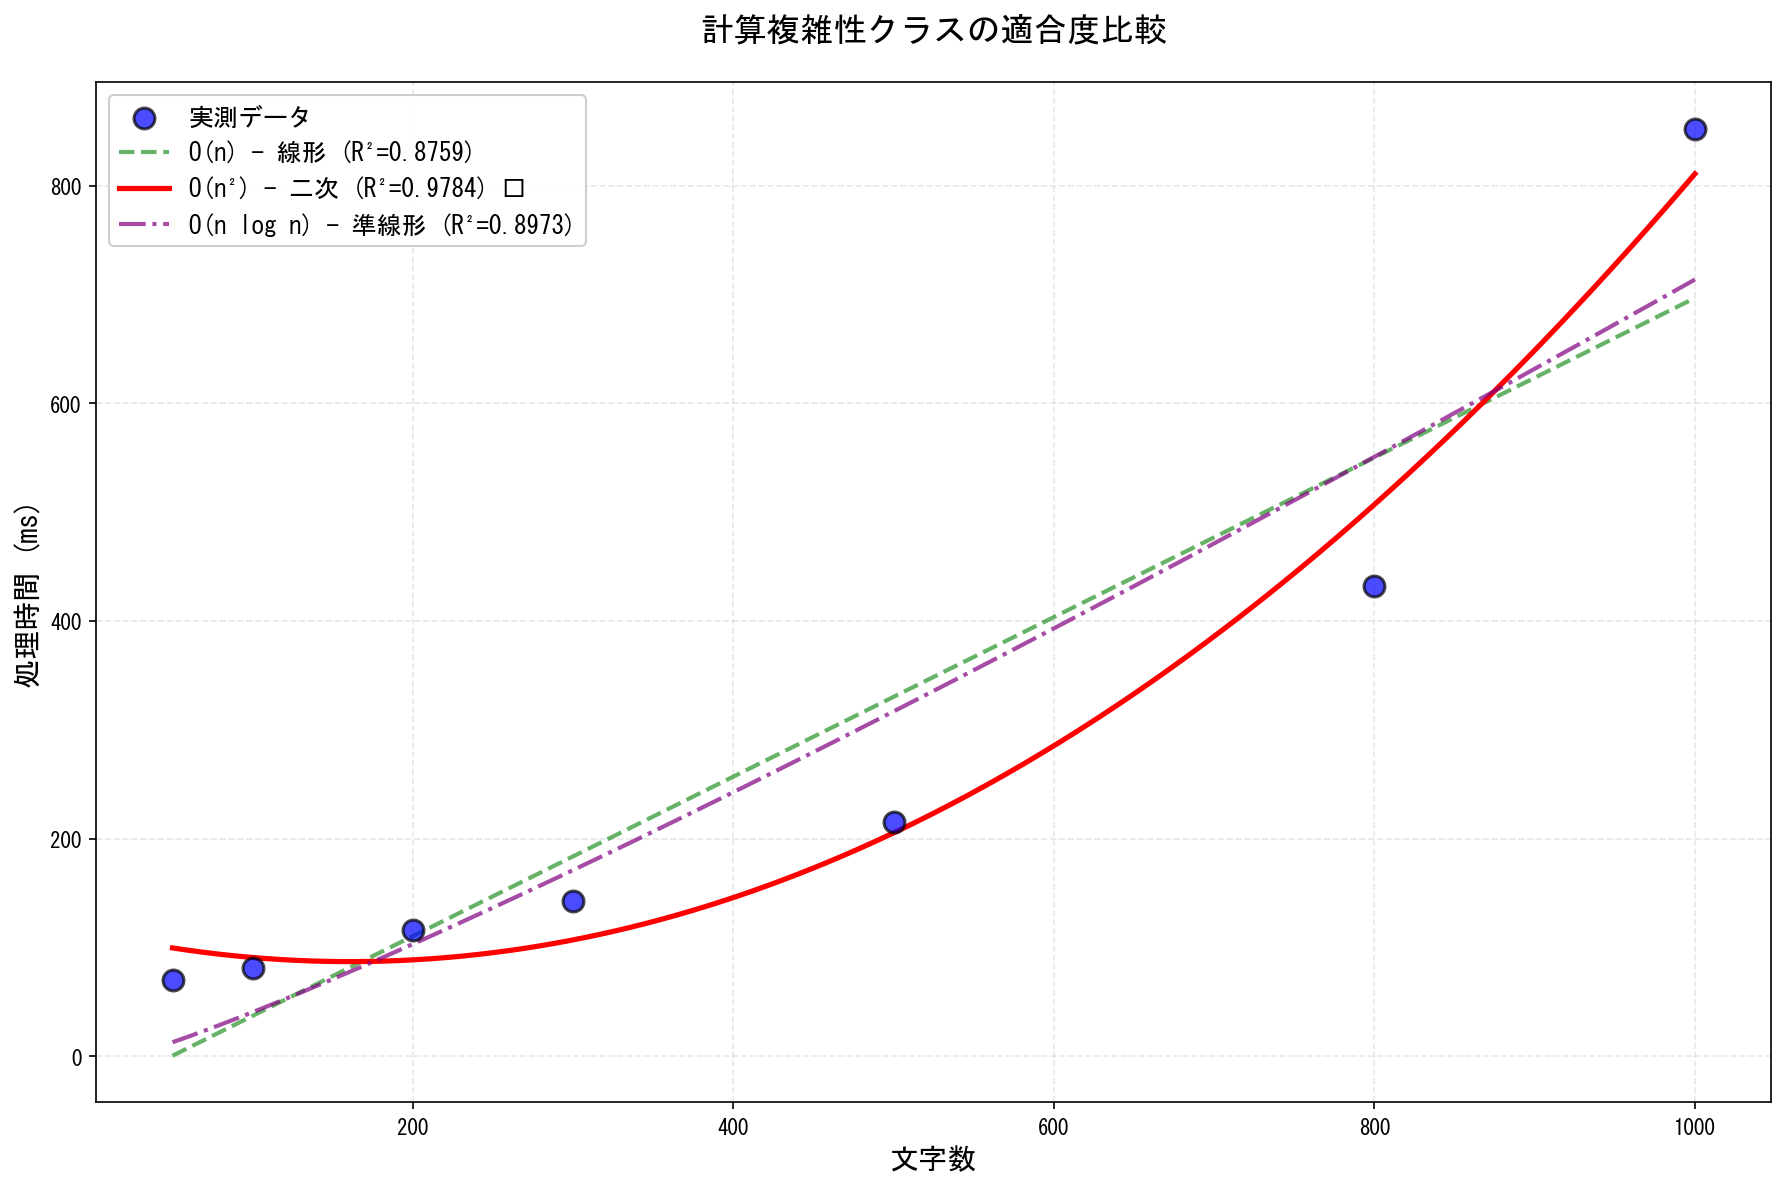 計算複雑性クラスの適合度比較
実測データ
O(n) - 線形 (R²=0.8759)
O(n²) - 二次 (R²=0.9784) □
O(n log n) - 準線形 (R²=0.8973)
処理時間 (ms)
800
600
400
200
0
200 400 600 800 1000
文字数